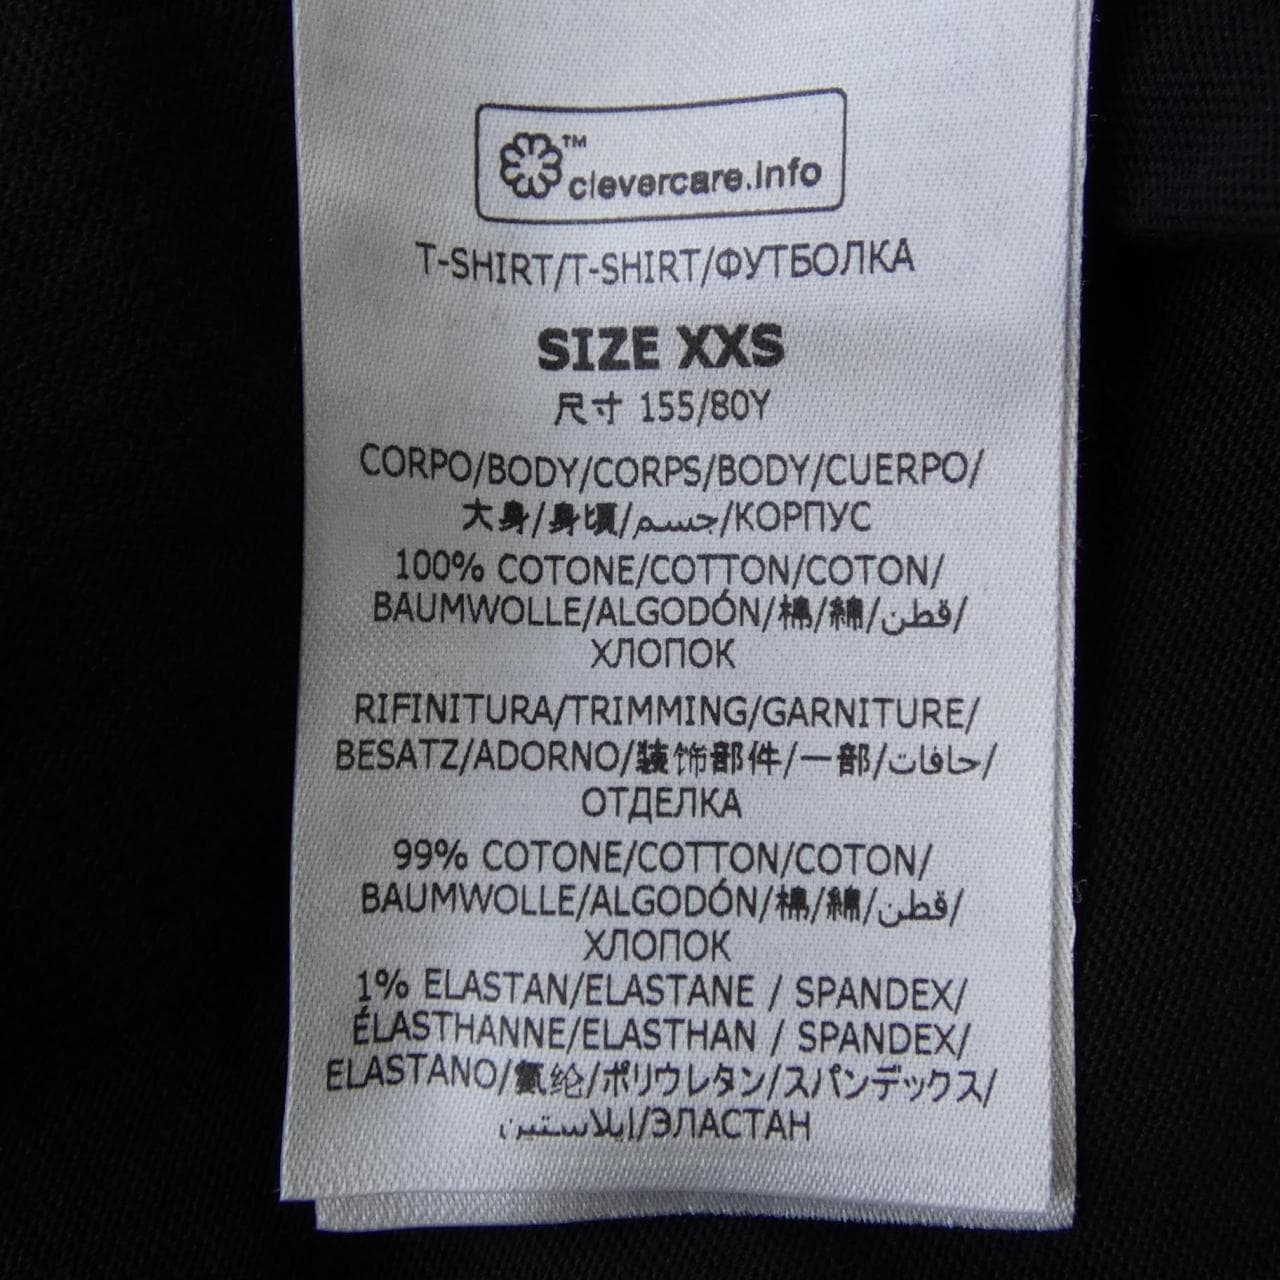 ™
clevercare.info
T-SHIRT/T-SHIRT/ФУТБОЛКА
SIZE XXS
尺寸 155/80Y
CORPO/BODY/CORPS/BODY/CUERPO/
大身/身頃/جسم/КОРПУС
100% COTONE/COTTON/COTON/
BAUMWOLLE/ALGODÓN/棉/綿/قطن/
ХЛОПОК
RIFINITURA/TRIMMING/GARNITURE/
BESATZ/ADORNO/装饰部件/一部/حافات/
ОТДЕЛКА
99% COTONE/COTTON/COTON/
BAUMWOLLE/ALGODÓN/棉/綿/قطن/
ХЛОПОК
1% ELASTAN/ELASTANE / SPANDEX/
ÉLASTHANNE/ELASTHAN / SPANDEX/
ELASTANO/氨纶/ポリウレタン/スパンデックス/
إيلاستين/ЭЛАСТАН